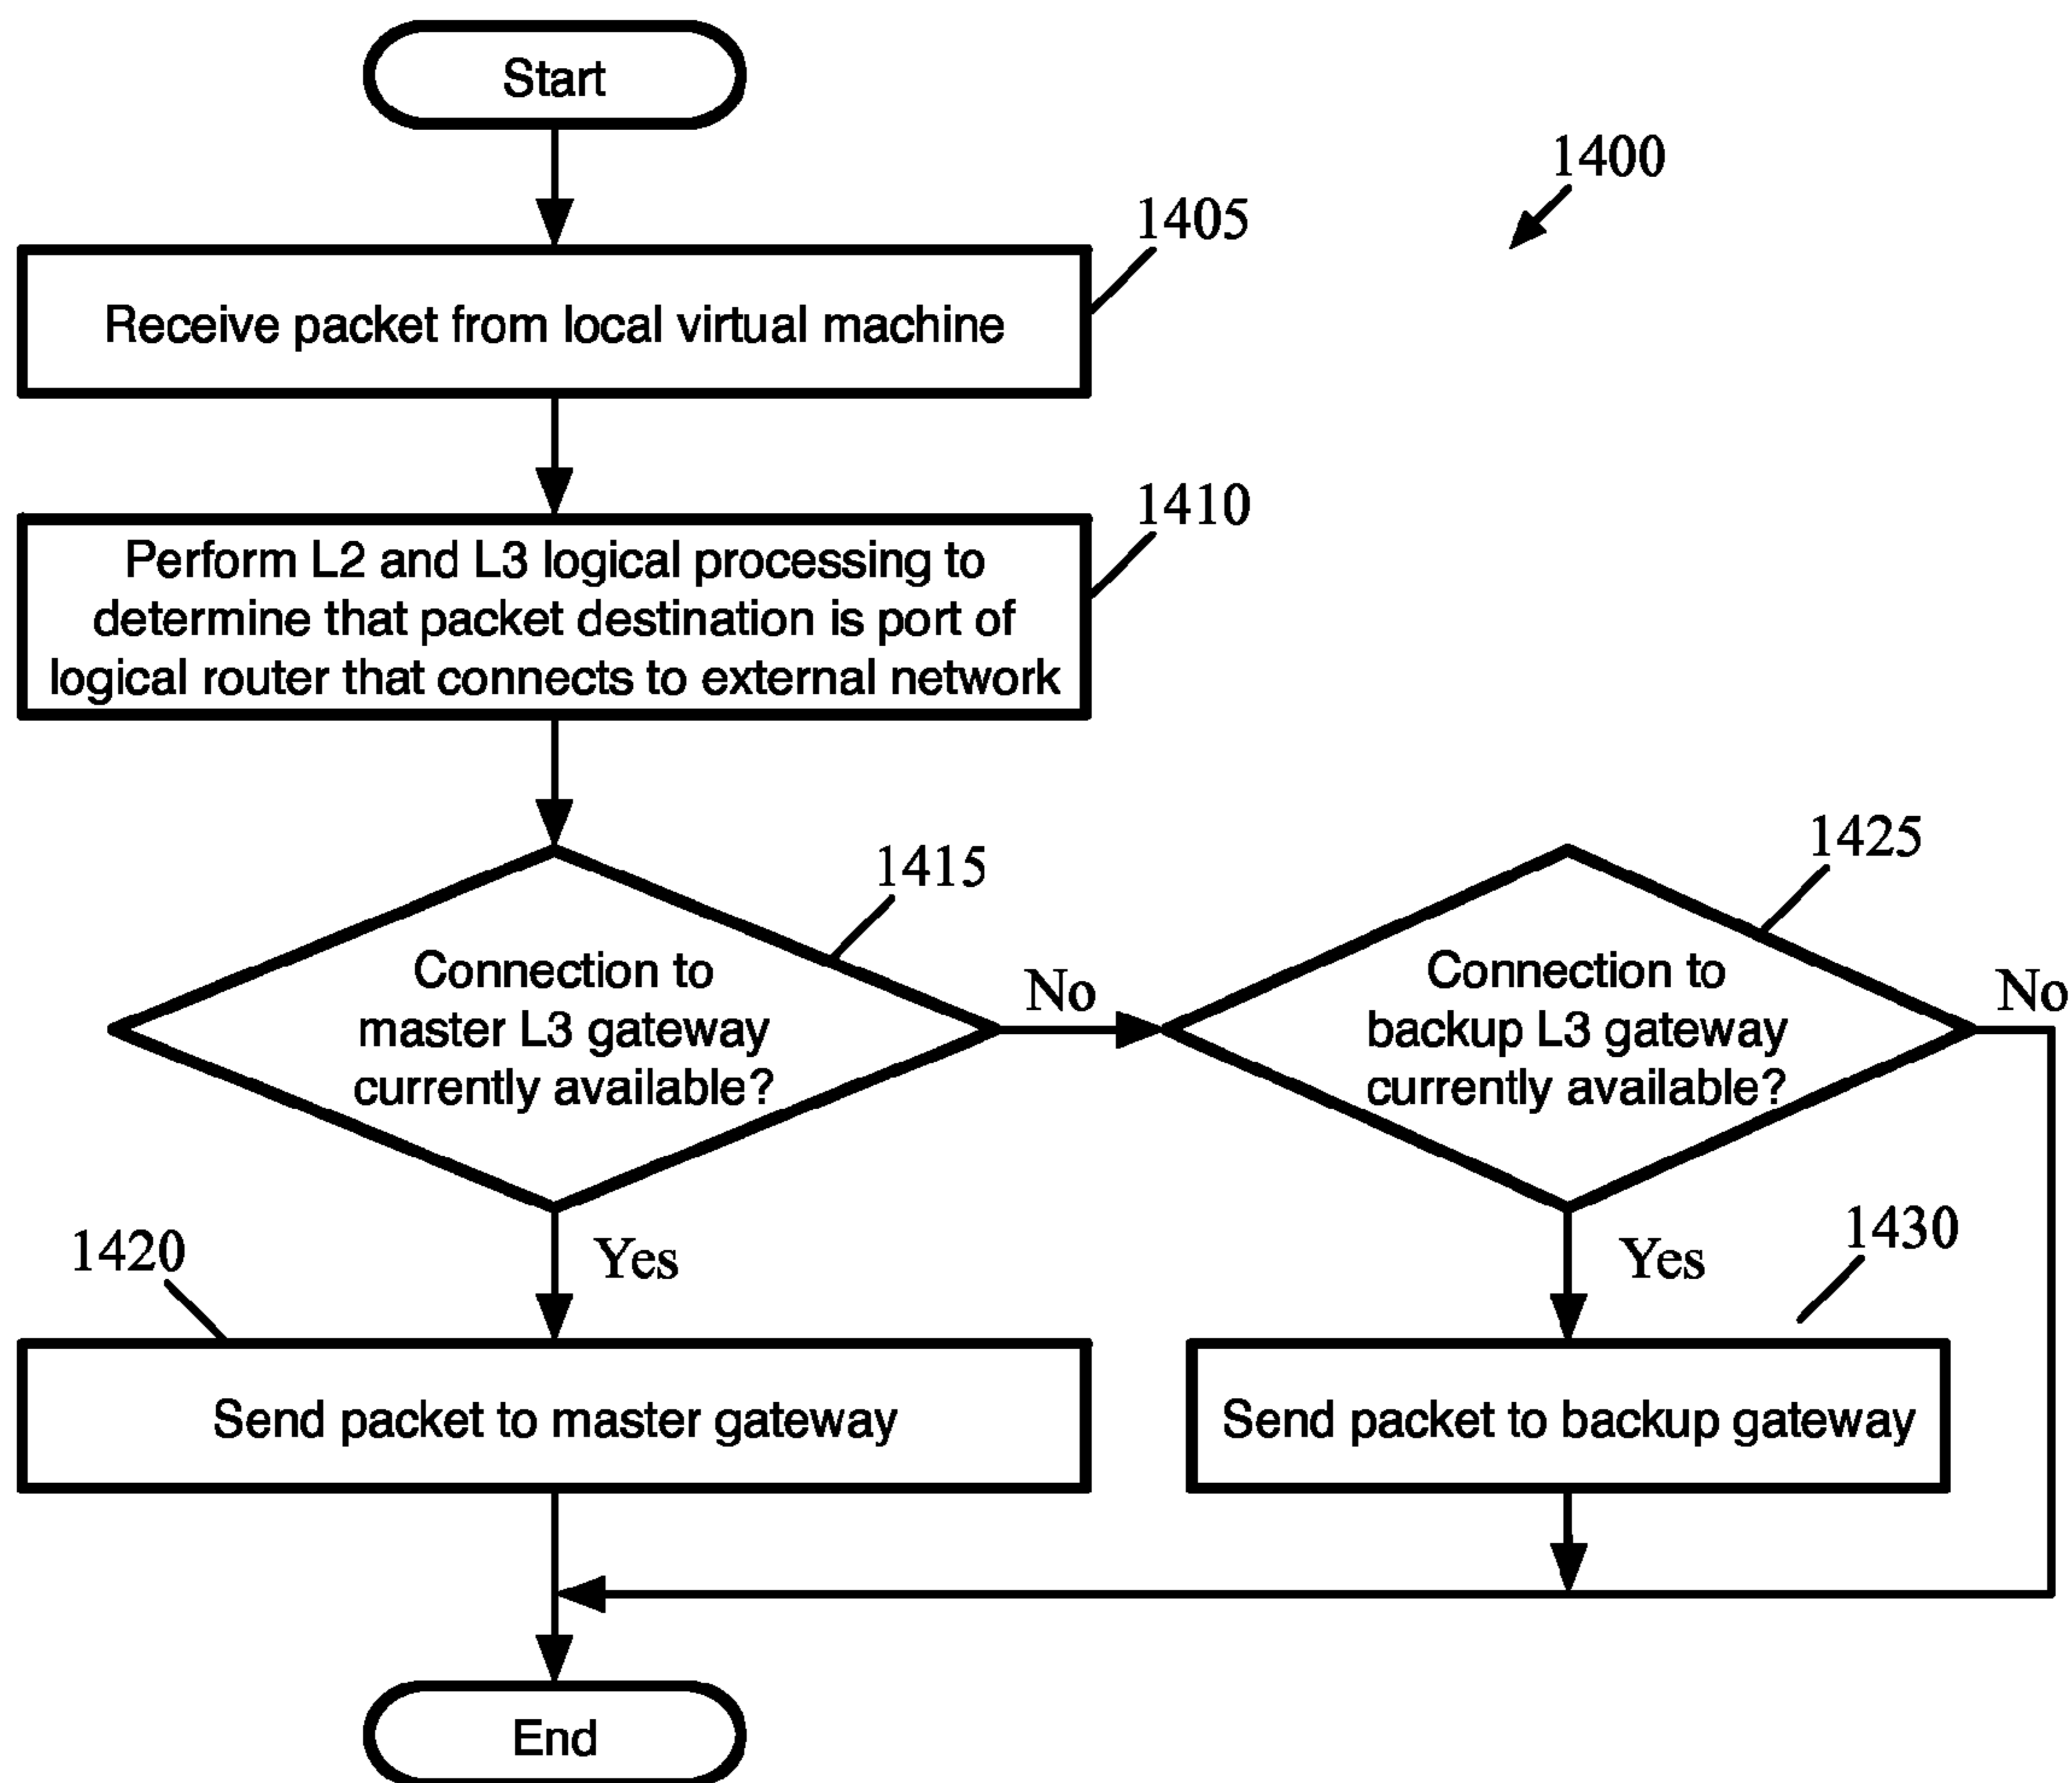 Start
1400
1405
Receive packet from local virtual machine
1410
Perform L2 and L3 logical processing to
determine that packet destination is port of
logical router that connects to external network
1415
Connection to
master L3 gateway
currently available?
No
1425
Connection to
backup L3 gateway
currently available?
No
Yes
1420
Send packet to master gateway
Yes
1430
Send packet to backup gateway
End